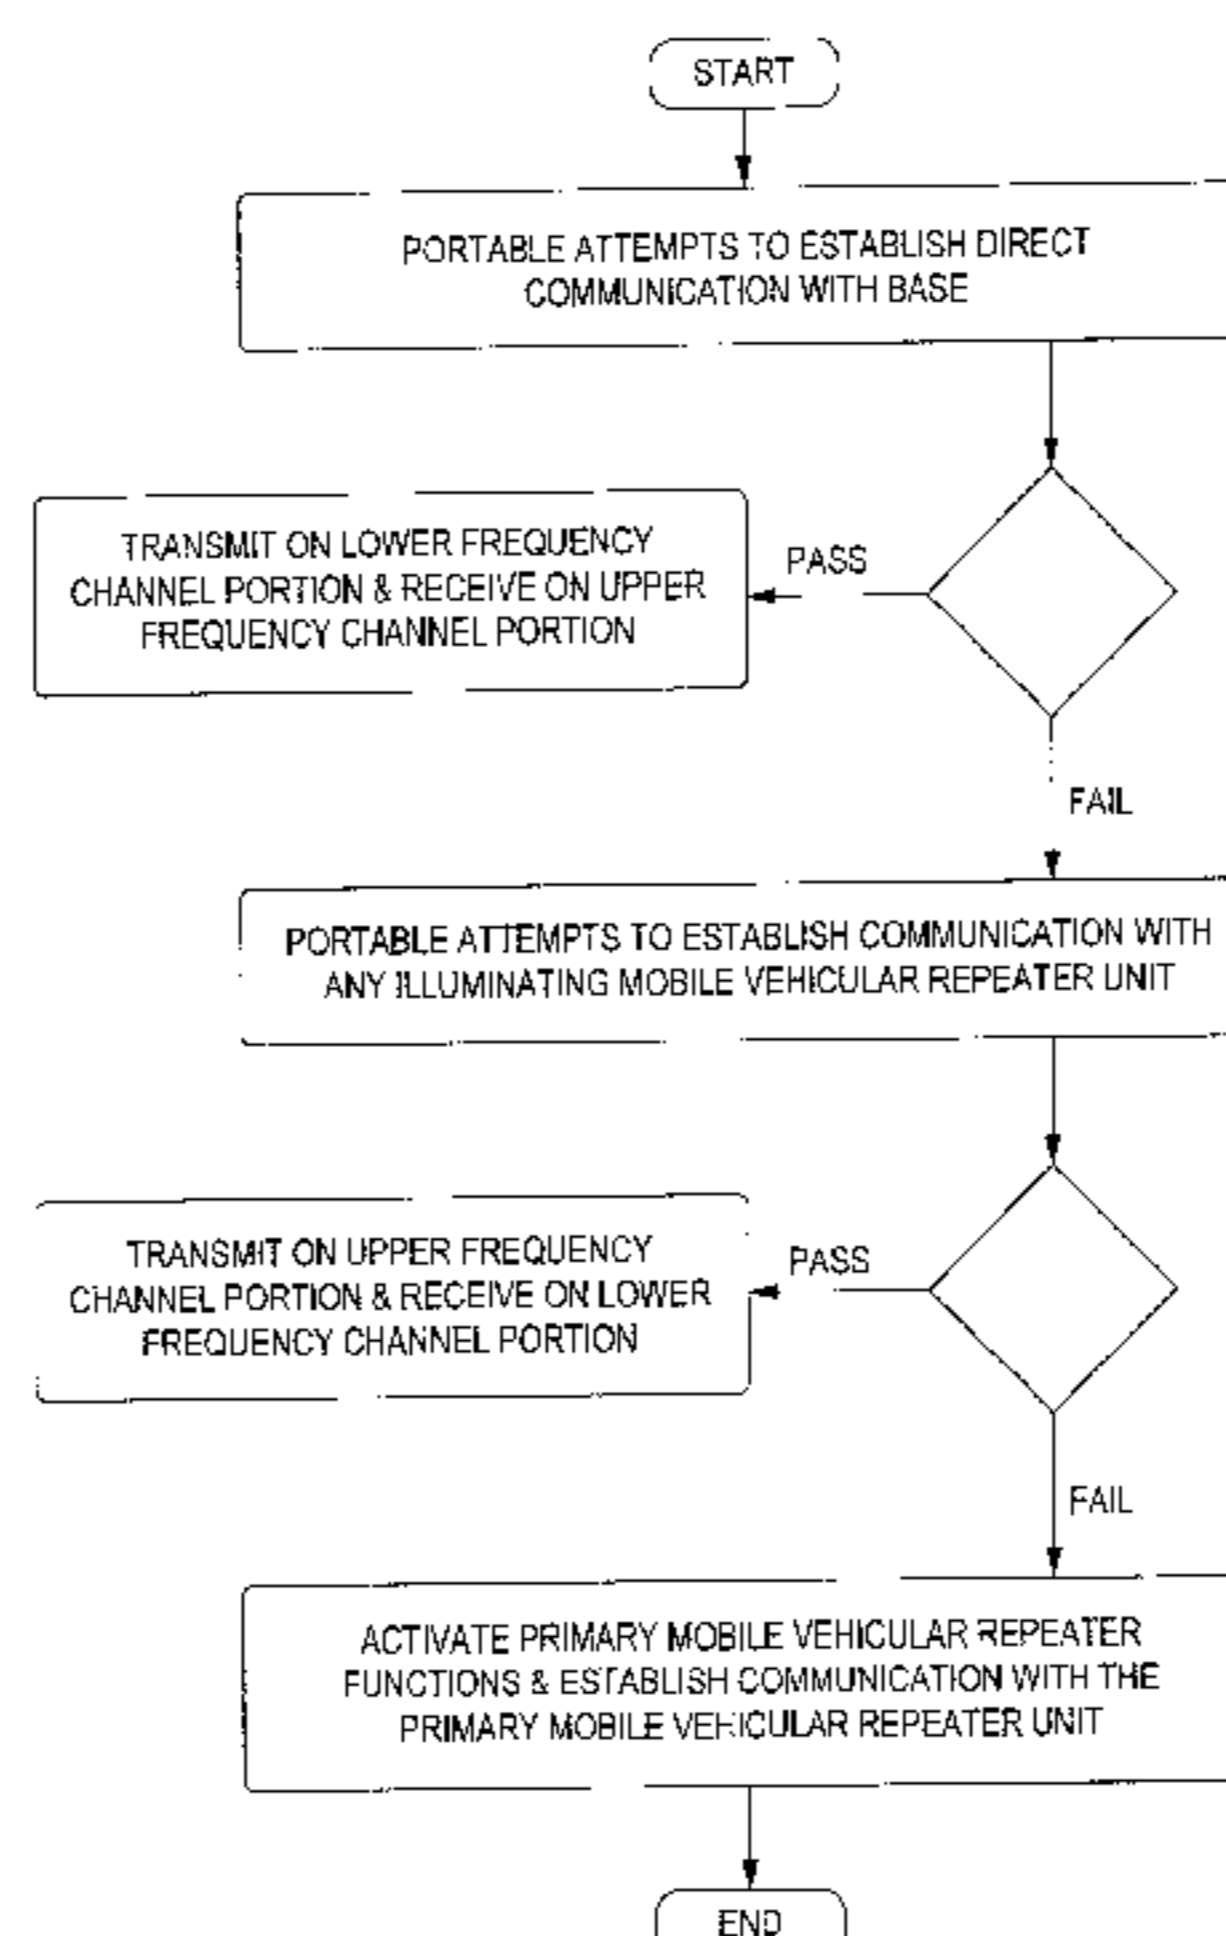 START
PORTABLE ATTEMPTS TO ESTABLISH DIRECT
COMMUNICATION WITH BASE
TRANSMIT ON LOWER FREQUENCY
CHANNEL PORTION & RECEIVE ON UPPER
FREQUENCY CHANNEL PORTION
PASS
FAIL
PORTABLE ATTEMPTS TO ESTABLISH COMMUNICATION WITH
ANY ILLUMINATING MOBILE VEHICULAR REPEATER UNIT
TRANSMIT ON UPPER FREQUENCY
CHANNEL PORTION & RECEIVE ON LOWER
FREQUENCY CHANNEL PORTION
PASS
FAIL
ACTIVATE PRIMARY MOBILE VEHICULAR REPEATER
FUNCTIONS & ESTABLISH COMMUNICATION WITH THE
PRIMARY MOBILE VEHICULAR REPEATER UNIT
END